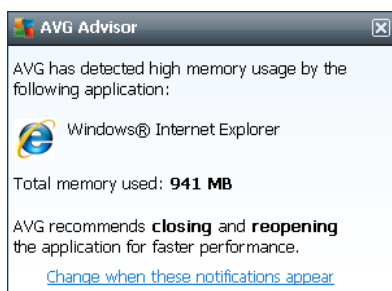 AVG Advisor
AVG has detected high memory usage by the
following application:
Windows® Internet Explorer
Total memory used: 941 MB
AVG recommends closing and reopening
the application for faster performance.
Change when these notifications appear